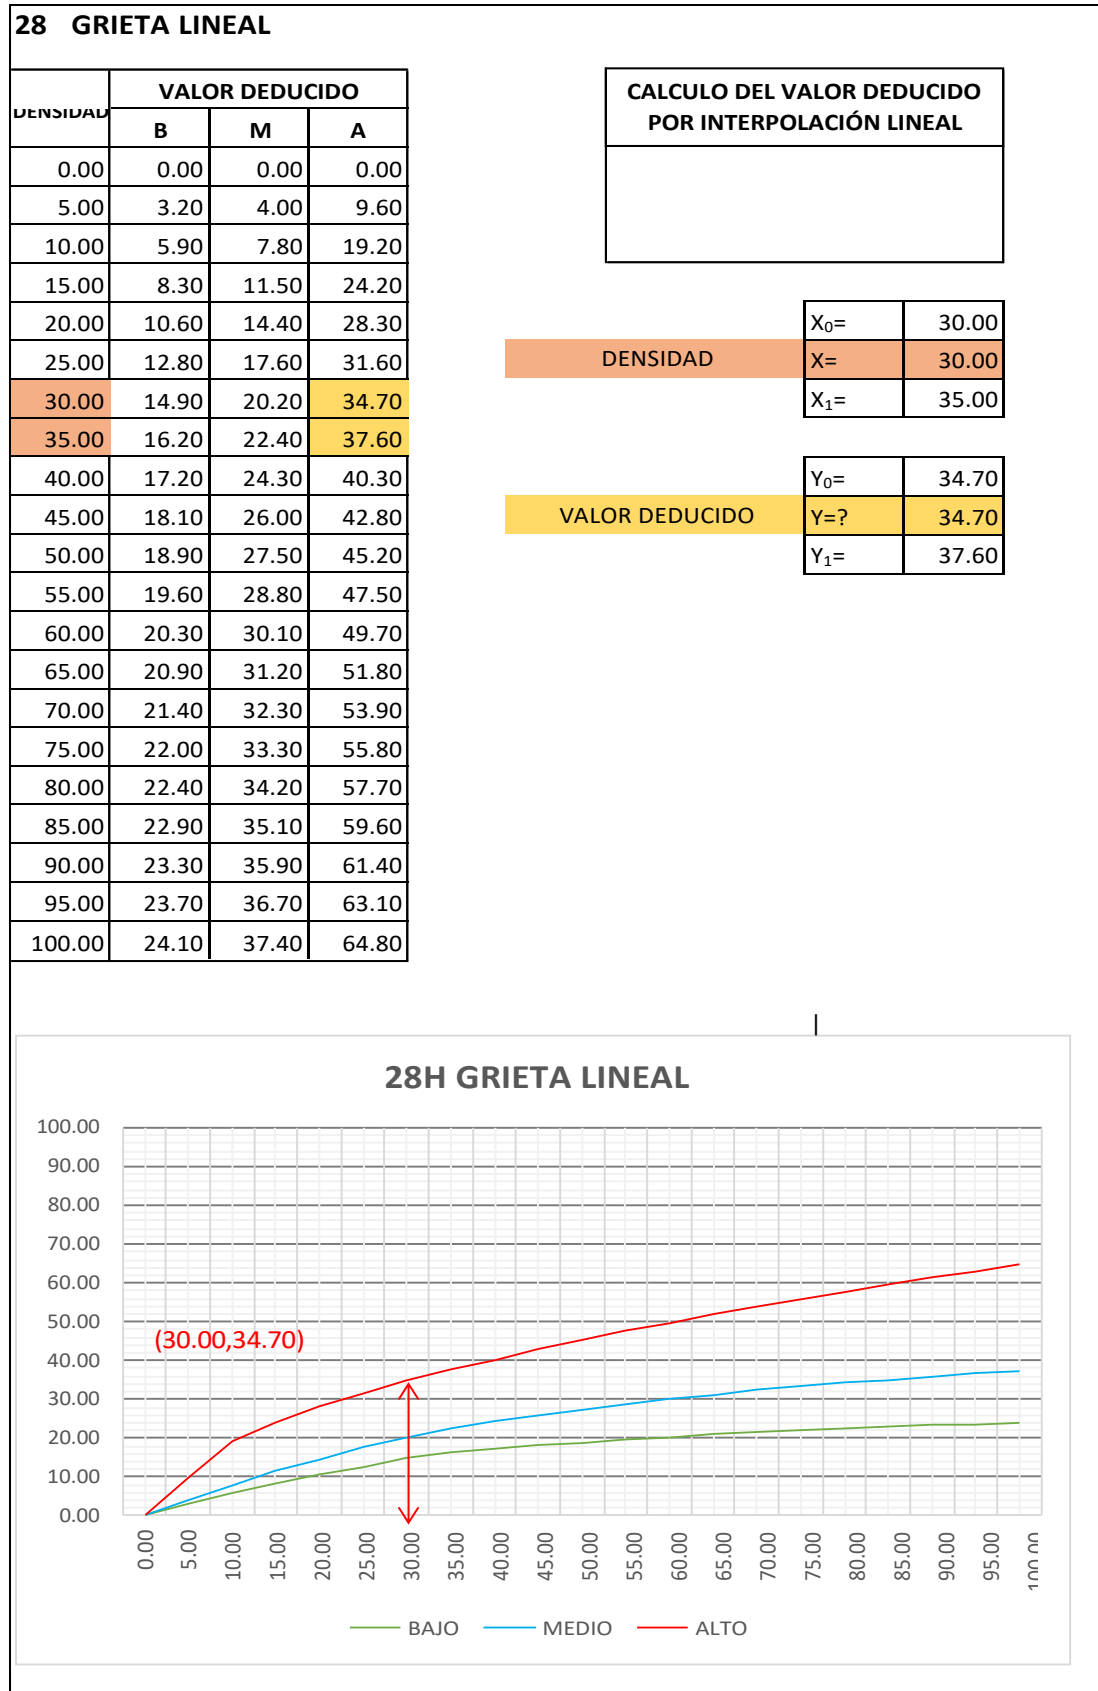 28 GRIETA LINEAL
DENSIDAD VALOR DEDUCIDO
B M A
0.00 0.00 0.00 0.00
5.00 3.20 4.00 9.60
10.00 5.90 7.80 19.20
15.00 8.30 11.50 24.20
20.00 10.60 14.40 28.30
25.00 12.80 17.60 31.60
30.00 14.90 20.20 34.70
35.00 16.20 22.40 37.60
40.00 17.20 24.30 40.30
45.00 18.10 26.00 42.80
50.00 18.90 27.50 45.20
55.00 19.60 28.80 47.50
60.00 20.30 30.10 49.70
65.00 20.90 31.20 51.80
70.00 21.40 32.30 53.90
75.00 22.00 33.30 55.80
80.00 22.40 34.20 57.70
85.00 22.90 35.10 59.60
90.00 23.30 35.90 61.40
95.00 23.70 36.70 63.10
100.00 24.10 37.40 64.80
CALCULO DEL VALOR DEDUCIDO
POR INTERPOLACIÓN LINEAL
X₀= 30.00
DENSIDAD X= 30.00
X₁= 35.00
Y₀= 34.70
VALOR DEDUCIDO Y=? 34.70
Y₁= 37.60
28H GRIETA LINEAL
100.00
90.00
80.00
70.00
60.00
50.00
40.00
30.00
20.00
10.00
0.00
(30.00,34.70)
0.00 5.00 10.00 15.00 20.00 25.00 30.00 35.00 40.00 45.00 50.00 55.00 60.00 65.00 70.00 75.00 80.00 85.00 90.00 95.00 100.00
BAJO MEDIO ALTO